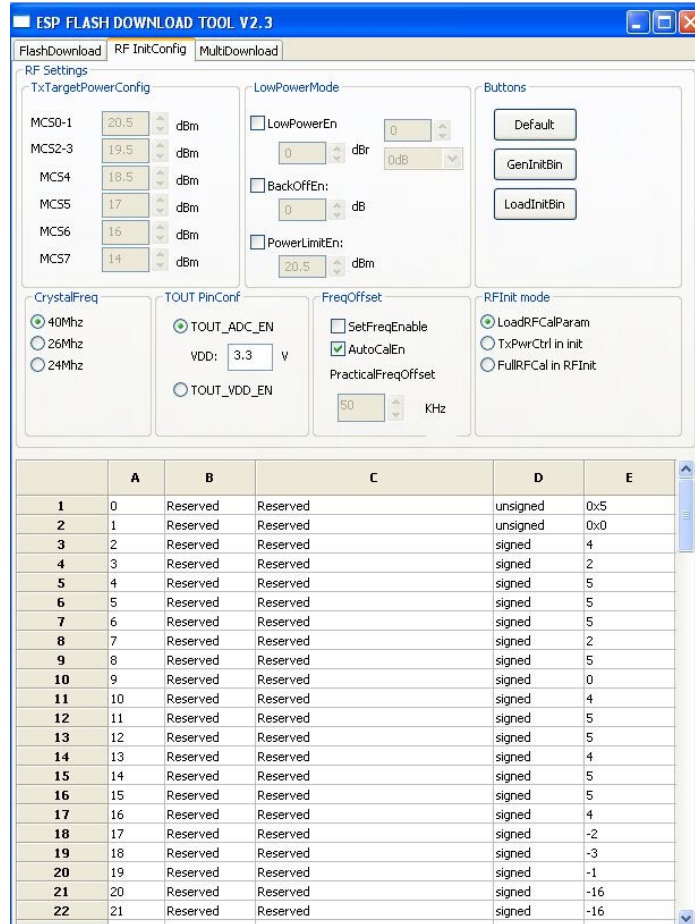 ESP FLASH DOWNLOAD TOOL V2.3
FlashDownload RF InitConfig MultiDownload
RF Settings
TxTargetPowerConfig
MCS0-1 20.5 dBm
MCS2-3 19.5 dBm
MCS4 18.5 dBm
MCS5 17 dBm
MCS6 16 dBm
MCS7 14 dBm
LowPowerMode
LowPowerEn 0
0 dBr 0dB
BackOffEn:
0 dB
PowerLimitEn:
20.5 dBm
Buttons
Default
GenInitBin
LoadInitBin
CrystalFreq
40Mhz
26Mhz
24Mhz
TOUT PinConf
TOUT_ADC_EN
VDD: 3.3 V
TOUT_VDD_EN
FreqOffset
SetFreqEnable
AutoCalEn
PracticalFreqOffset
50 KHz
RFInit mode
LoadRFCalParam
TxPwrCtrl in init
FullRFCal in RFInit
A B C D E
1 0 Reserved Reserved unsigned 0x5
2 1 Reserved Reserved unsigned 0x0
3 2 Reserved Reserved signed 4
4 3 Reserved Reserved signed 2
5 4 Reserved Reserved signed 5
6 5 Reserved Reserved signed 5
7 6 Reserved Reserved signed 5
8 7 Reserved Reserved signed 2
9 8 Reserved Reserved signed 5
10 9 Reserved Reserved signed 0
11 10 Reserved Reserved signed 4
12 11 Reserved Reserved signed 5
13 12 Reserved Reserved signed 5
14 13 Reserved Reserved signed 4
15 14 Reserved Reserved signed 5
16 15 Reserved Reserved signed 5
17 16 Reserved Reserved signed 4
18 17 Reserved Reserved signed -2
19 18 Reserved Reserved signed -3
20 19 Reserved Reserved signed -1
21 20 Reserved Reserved signed -16
22 21 Reserved Reserved signed -16